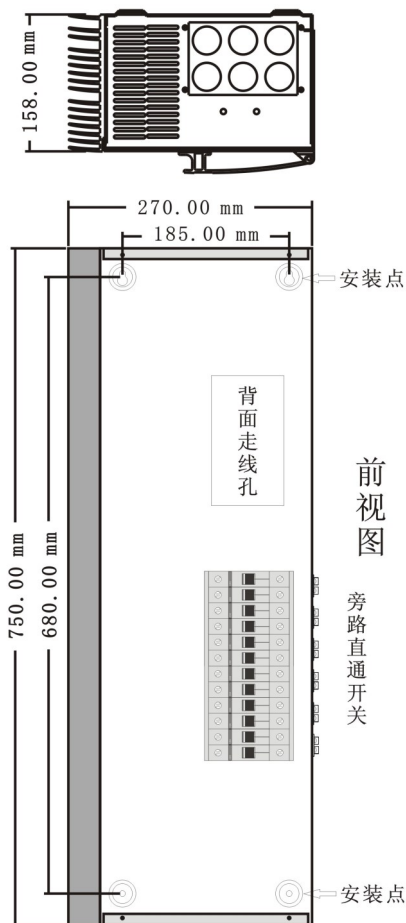 158.00 mm
270.00 mm
185.00 mm
安装点
背面走线孔
前视图
750.00 mm
680.00 mm
旁路直通开关
安装点